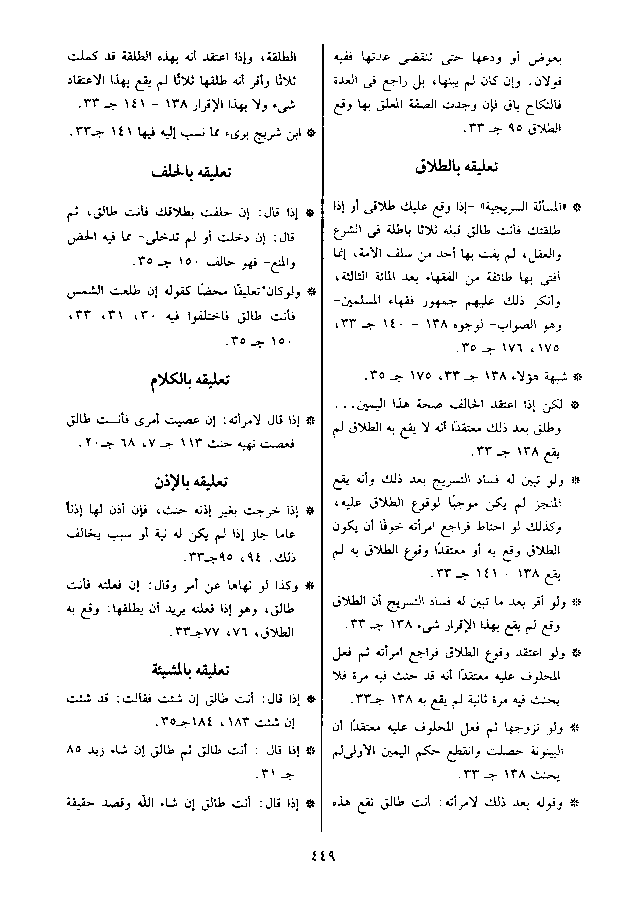 بعوض أو ودعها حتى تنقضى عدتها ففيه
قولان. وإن كان لم يبنها، بل راجع فى العدة
فالنكاح باق فإن وجدت الصفة المعلق بها وقع
الطلاق ٩٥ جـ ٣٣.
تعليقه بالطلاق
* «المسألة السريجية» -إذا وقع عليك طلاقى أو إذا
طلقتك فأنت طالق قبله ثلاثا باطلة فى الشرع
والعقل، لم يفت بها أحد من سلف الأمة، إنما
أفتى بها طائفة من الفقهاء بعد المائة الثالثة،
وأنكر ذلك عليهم جمهور فقهاء المسلمين-
وهو الصواب- لوجوه ١٣٨ - ١٤٠ جـ ٣٣،
١٧٥، ١٧٦ جـ ٣٥.
* شبهة هؤلاء ١٣٨ جـ ٣٣، ١٧٥ جـ ٣٥.
* لكن إذا اعتقد الحالف صحة هذا اليمين...
وطلق بعد ذلك معتقدًا أنه لا يقع به الطلاق لم
يقع ١٣٨ جـ ٣٣.
* ولو تبين له فساد التسريج بعد ذلك وأنه يقع
المنجز لم يكن موجبًا لوقوع الطلاق عليه،
وكذلك لو احتاط فراجع امرأته خوفًا أن يكون
الطلاق وقع به أو معتقدًا وقوع الطلاق به لم
يقع ١٣٨ - ١٤١ جـ ٣٣.
* ولو أقر بعد ما تبين له فساد التسريج أن الطلاق
وقع لم يقع بهذا الإقرار شىء ١٣٨ جـ ٣٣.
* ولو اعتقد وقوع الطلاق فراجع امرأته ثم فعل
المحلوف عليه معتقدًا أنه قد حنث فيه مرة فلا
يحنث فيه مرة ثانية لم يقع به ١٣٨ جـ٣٣.
* ولو تزوجها ثم فعل المحلوف عليه معتقدًا أن
البينونة حصلت وانقطع حكم اليمين الأولى لم
يحنث ١٣٨ جـ ٣٣.
* وقوله بعد ذلك لامرأته: أنت طالق تقع هذه
الطلقة، وإذا اعتقد أنه بهذه الطلقة قد كملت
ثلاثًا وأقر أنه طلقها ثلاثًا لم يقع بهذا الاعتقاد
شىء ولا بهذا الإقرار ١٣٨ - ١٤١ جـ ٣٣.
* ابن شريج برىء مما نسب إليه فيها ١٤١ جـ٣٣.
تعليقه بالحلف
* إذا قال: إن حلفت بطلاقك فأنت طالق، ثم
قال: إن دخلت أو لم تدخلى- مما فيه الحض
والمنع- فهو حالف ١٥٠ جـ ٣٥.
* ولو كان تعليقًا محضًا كقوله إن طلعت الشمس
فأنت طالق فاختلفوا فيه ٣٠، ٣١، ٣٣،
١٥٠ جـ ٣٥.
تعليقه بالكلام
* إذا قال لامرأته: إن عصيت أمرى فأنت طالق
فعصت نهيه حنث ١١٣ جـ ٧، ٦٨ جـ ٢٠.
تعليقه بالإذن
* إذا خرجت بغير إذنه حنث، فإن أذن لها إذناً
عاما جاز إذا لم يكن له نية أو سبب يخالف
ذلك. ٩٤، ٩٥جـ٣٣.
* وكذا لو نهاها عن أمر وقال: إن فعلته فأنت
طالق، وهو إذا فعلته يريد أن يطلقها: وقع به
الطلاق، ٧٦، ٧٧جـ٣٣.
تعليقه بالمشيئة
* إذا قال: أنت طالق إن شئت فقالت: قد شئت
إن شئت ١٨٣، ١٨٤جـ٣٥.
* إذا قال : أنت طالق ثم طالق إن شاء زيد ٨٥
جـ ٣١.
* إذا قال: أنت طالق إن شاء الله وقصد حقيقة
٤٤٩